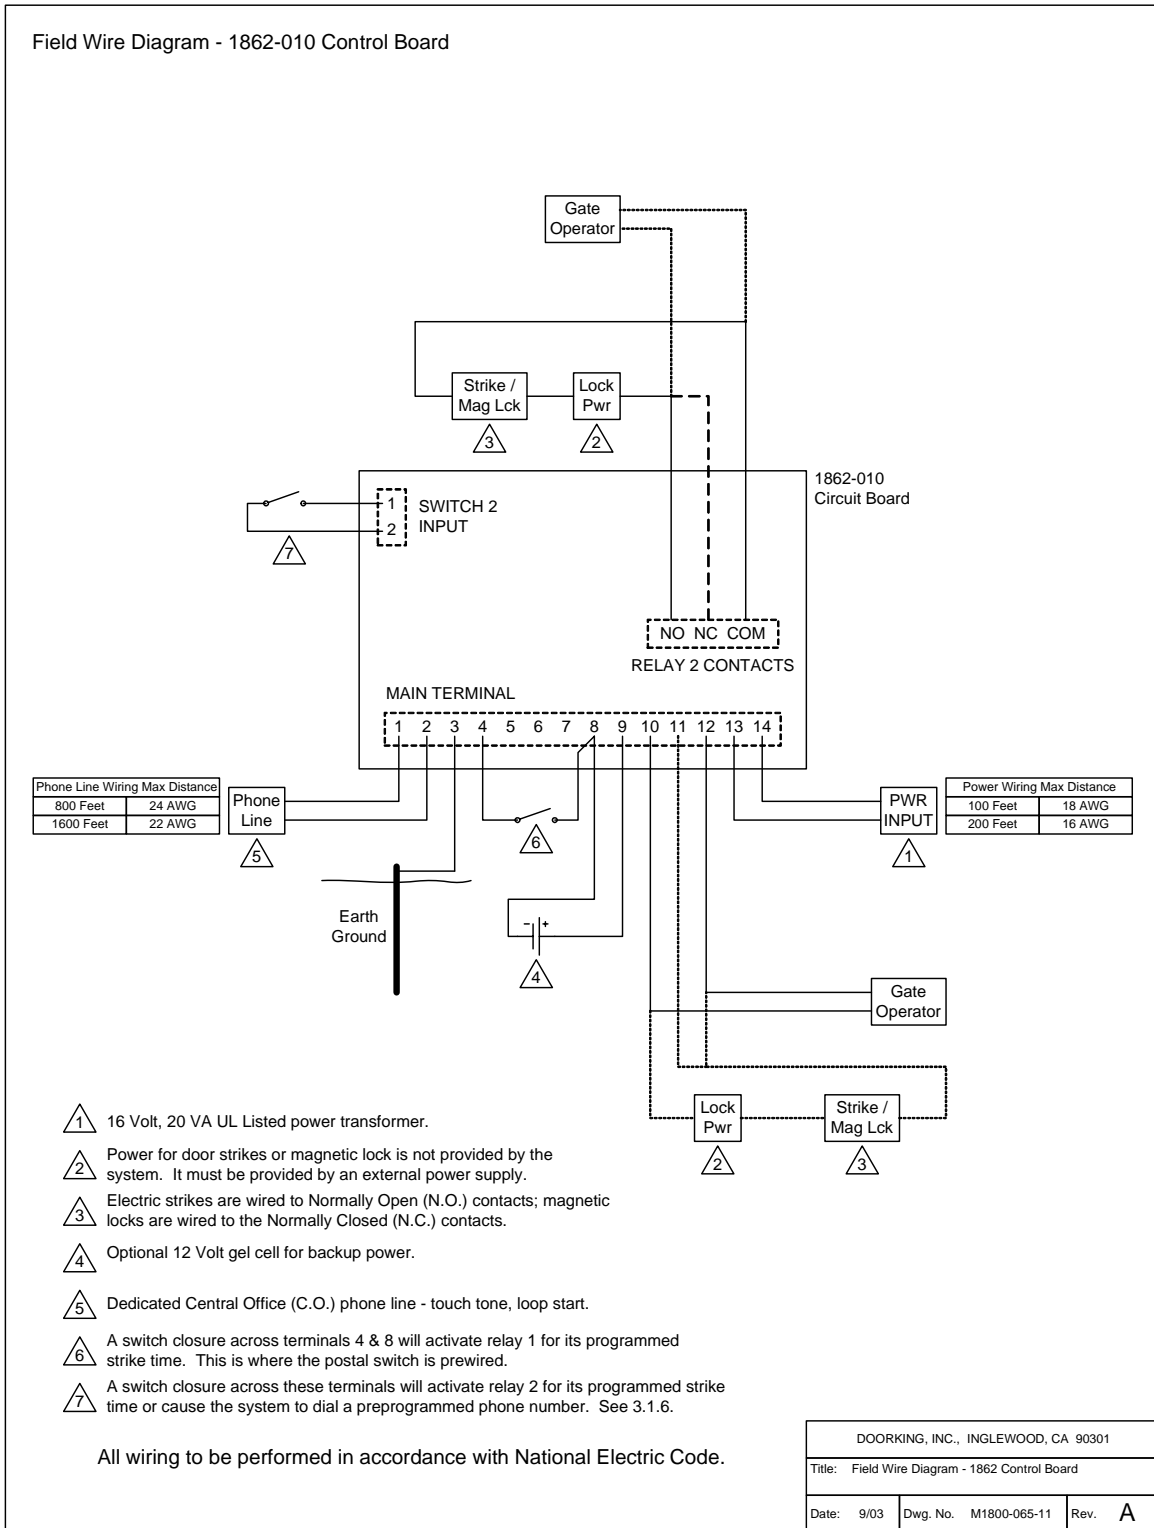 Field Wire Diagram - 1862-010 Control Board
Gate
Operator
Strike /
Mag Lck
Lock
Pwr
3
2
1862-010
Circuit Board
1
2
SWITCH 2
INPUT
7
NO NC COM
RELAY 2 CONTACTS
MAIN TERMINAL
1 2 3 4 5 6 7 8 9 10 11 12 13 14
Phone Line Wiring Max Distance
800 Feet 24 AWG
1600 Feet 22 AWG
Phone
Line
5
6
PWR
INPUT
1
Power Wiring Max Distance
100 Feet 18 AWG
200 Feet 16 AWG
Earth
Ground
- +
4
Gate
Operator
Lock
Pwr
2
Strike /
Mag Lck
3
1 16 Volt, 20 VA UL Listed power transformer.
2 Power for door strikes or magnetic lock is not provided by the
system. It must be provided by an external power supply.
3 Electric strikes are wired to Normally Open (N.O.) contacts; magnetic
locks are wired to the Normally Closed (N.C.) contacts.
4 Optional 12 Volt gel cell for backup power.
5 Dedicated Central Office (C.O.) phone line - touch tone, loop start.
6 A switch closure across terminals 4 & 8 will activate relay 1 for its programmed
strike time. This is where the postal switch is prewired.
7 A switch closure across these terminals will activate relay 2 for its programmed strike
time or cause the system to dial a preprogrammed phone number. See 3.1.6.
All wiring to be performed in accordance with National Electric Code.
DOORKING, INC., INGLEWOOD, CA 90301
Title: Field Wire Diagram - 1862 Control Board
Date: 9/03 Dwg. No. M1800-065-11 Rev. A